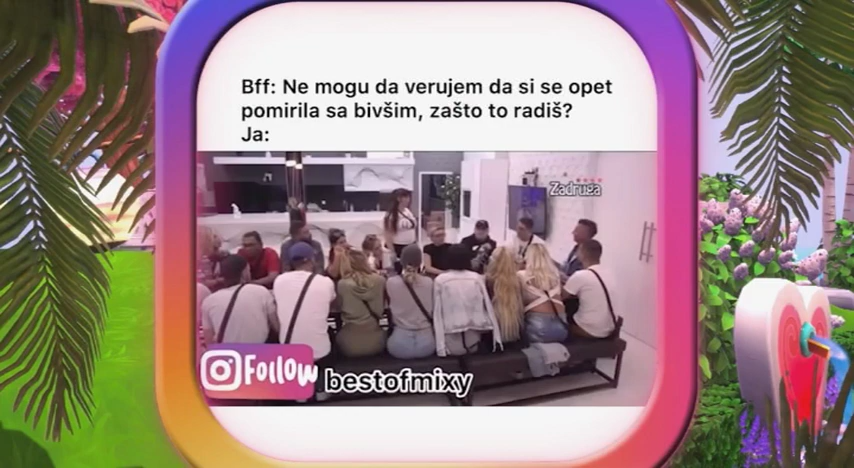 Bff: Ne mogu da verujem da si se opet
pomirila sa bivšim, zašto to radiš?
Ja:
Zadruga
Follow
bestofmixy